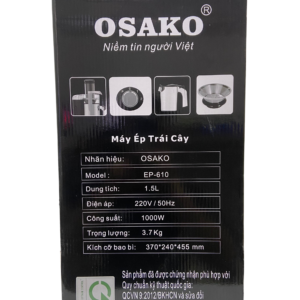 OSAKO®
Niềm tin người Việt
Máy Ép Trái Cây
Nhãn hiệu: OSAKO
Model: EP-610
Dung tích: 1.5L
Điện áp: 220V / 50Hz
Công suất: 1000W
Trọng lượng: 3.7 Kg
Kích cỡ bao bì: 370*240*455 mm
Sản phẩm đã được chứng nhận phù hợp với
Quy chuẩn kỹ thuật quốc gia:
QCVN 9:2012/BKHCN và sửa đổi